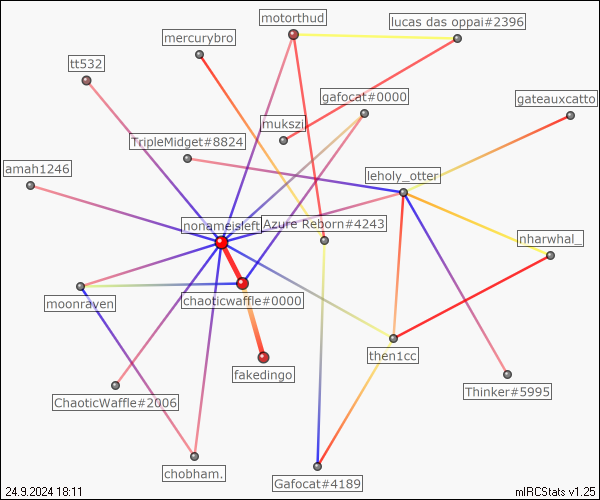 motorthud
lucas das oppai#2396
mercurybro
tt532
gafocat#0000
gateauxcatto
mukszi
TripleMidget#8824
amah1246
leholy_otter
nonameisleft
Azure Reborn#4243
nharwhal_
moonraven
chaoticwaffle#0000
then1cc
fakedingo
Thinker#5995
ChaoticWaffle#2006
chobham.
Gafocat#4189
24.9.2024 18:11
mIRCStats v1.25